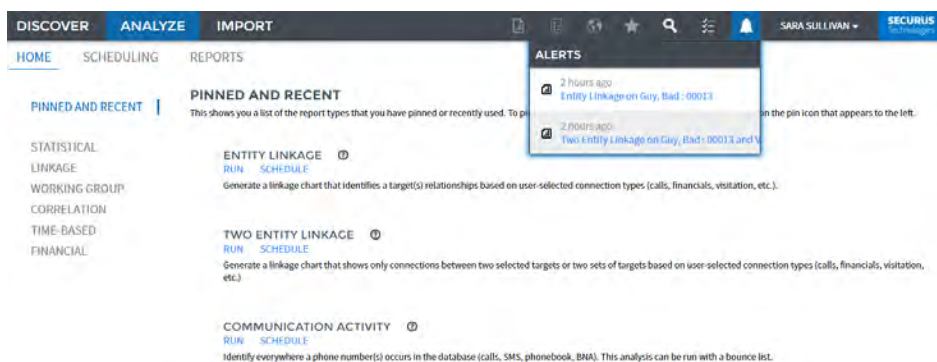 DISCOVER ANALYZE IMPORT SARA SULLIVAN SECURUS
Technologies
HOME SCHEDULING REPORTS
ALERTS
2 hours ago
Entity Linkage on Guy, Bad : 00013
2 hours ago
Two Entity Linkage on Guy, Bad : 00013 and V
PINNED AND RECENT
STATISTICAL
LINKAGE
WORKING GROUP
CORRELATION
TIME-BASED
FINANCIAL
PINNED AND RECENT
This shows you a list of the report types that you have pinned or recently used. To on the pin icon that appears to the left.
ENTITY LINKAGE
RUN SCHEDULE
Generate a linkage chart that identifies a target(s) relationships based on user-selected connection types (calls, financials, visitation, etc.).
TWO ENTITY LINKAGE
RUN SCHEDULE
Generate a linkage chart that shows only connections between two selected targets or two sets of targets based on user-selected connection types (calls, financials, visitation,
etc.)
COMMUNICATION ACTIVITY
RUN SCHEDULE
Identify everywhere a phone number(s) occurs in the database (calls, SMS, phonebook, BNA). This analysis can be run with a bounce list.